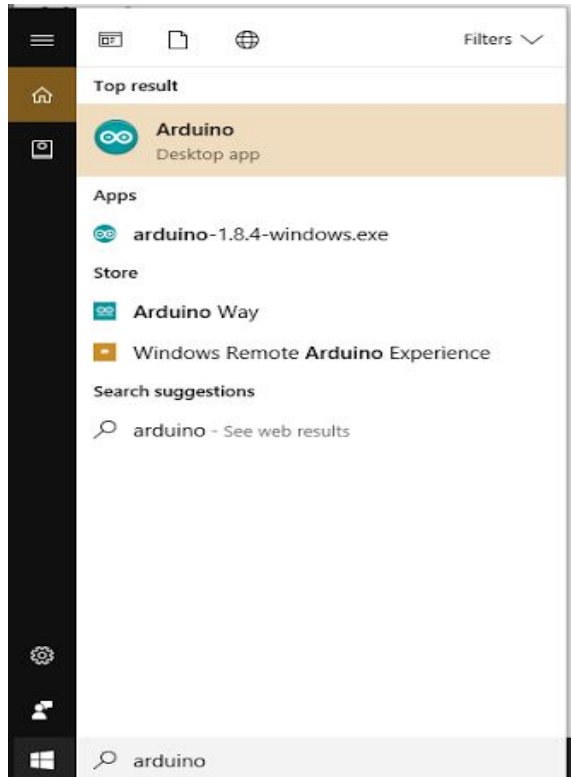 Filters
Top result
Arduino
Desktop app
Apps
arduino-1.8.4-windows.exe
Store
Arduino Way
Windows Remote Arduino Experience
Search suggestions
arduino - See web results
arduino